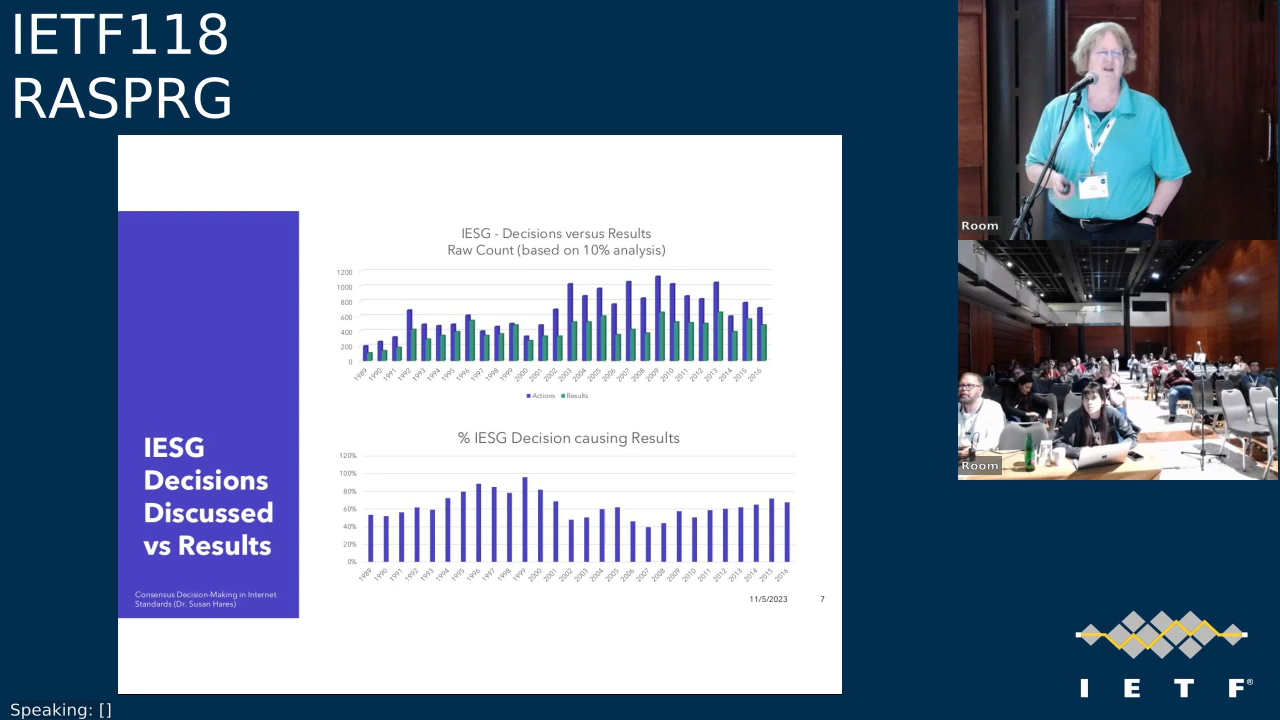 IETF118
RASPRG
IESG
Decisions
Discussed
vs Results
Consensus Decision-Making in Internet
Standards (Dr. Susan Hares)
IESG - Decisions versus Results
Raw Count (based on 10% analysis)
1200
1000
800
600
400
200
0
1989 1990 1991 1992 1993 1994 1995 1996 1997 1998 1999 2000 2001 2002 2003 2004 2005 2006 2007 2008 2009 2010 2011 2012 2013 2014 2015 2016
Actions Results
% IESG Decision causing Results
120%
100%
80%
60%
40%
20%
0%
1989 1990 1991 1992 1993 1994 1995 1996 1997 1998 1999 2000 2001 2002 2003 2004 2005 2006 2007 2008 2009 2010 2011 2012 2013 2014 2015 2016
11/5/2023 7
Room
Room
I E T F®
Speaking: []